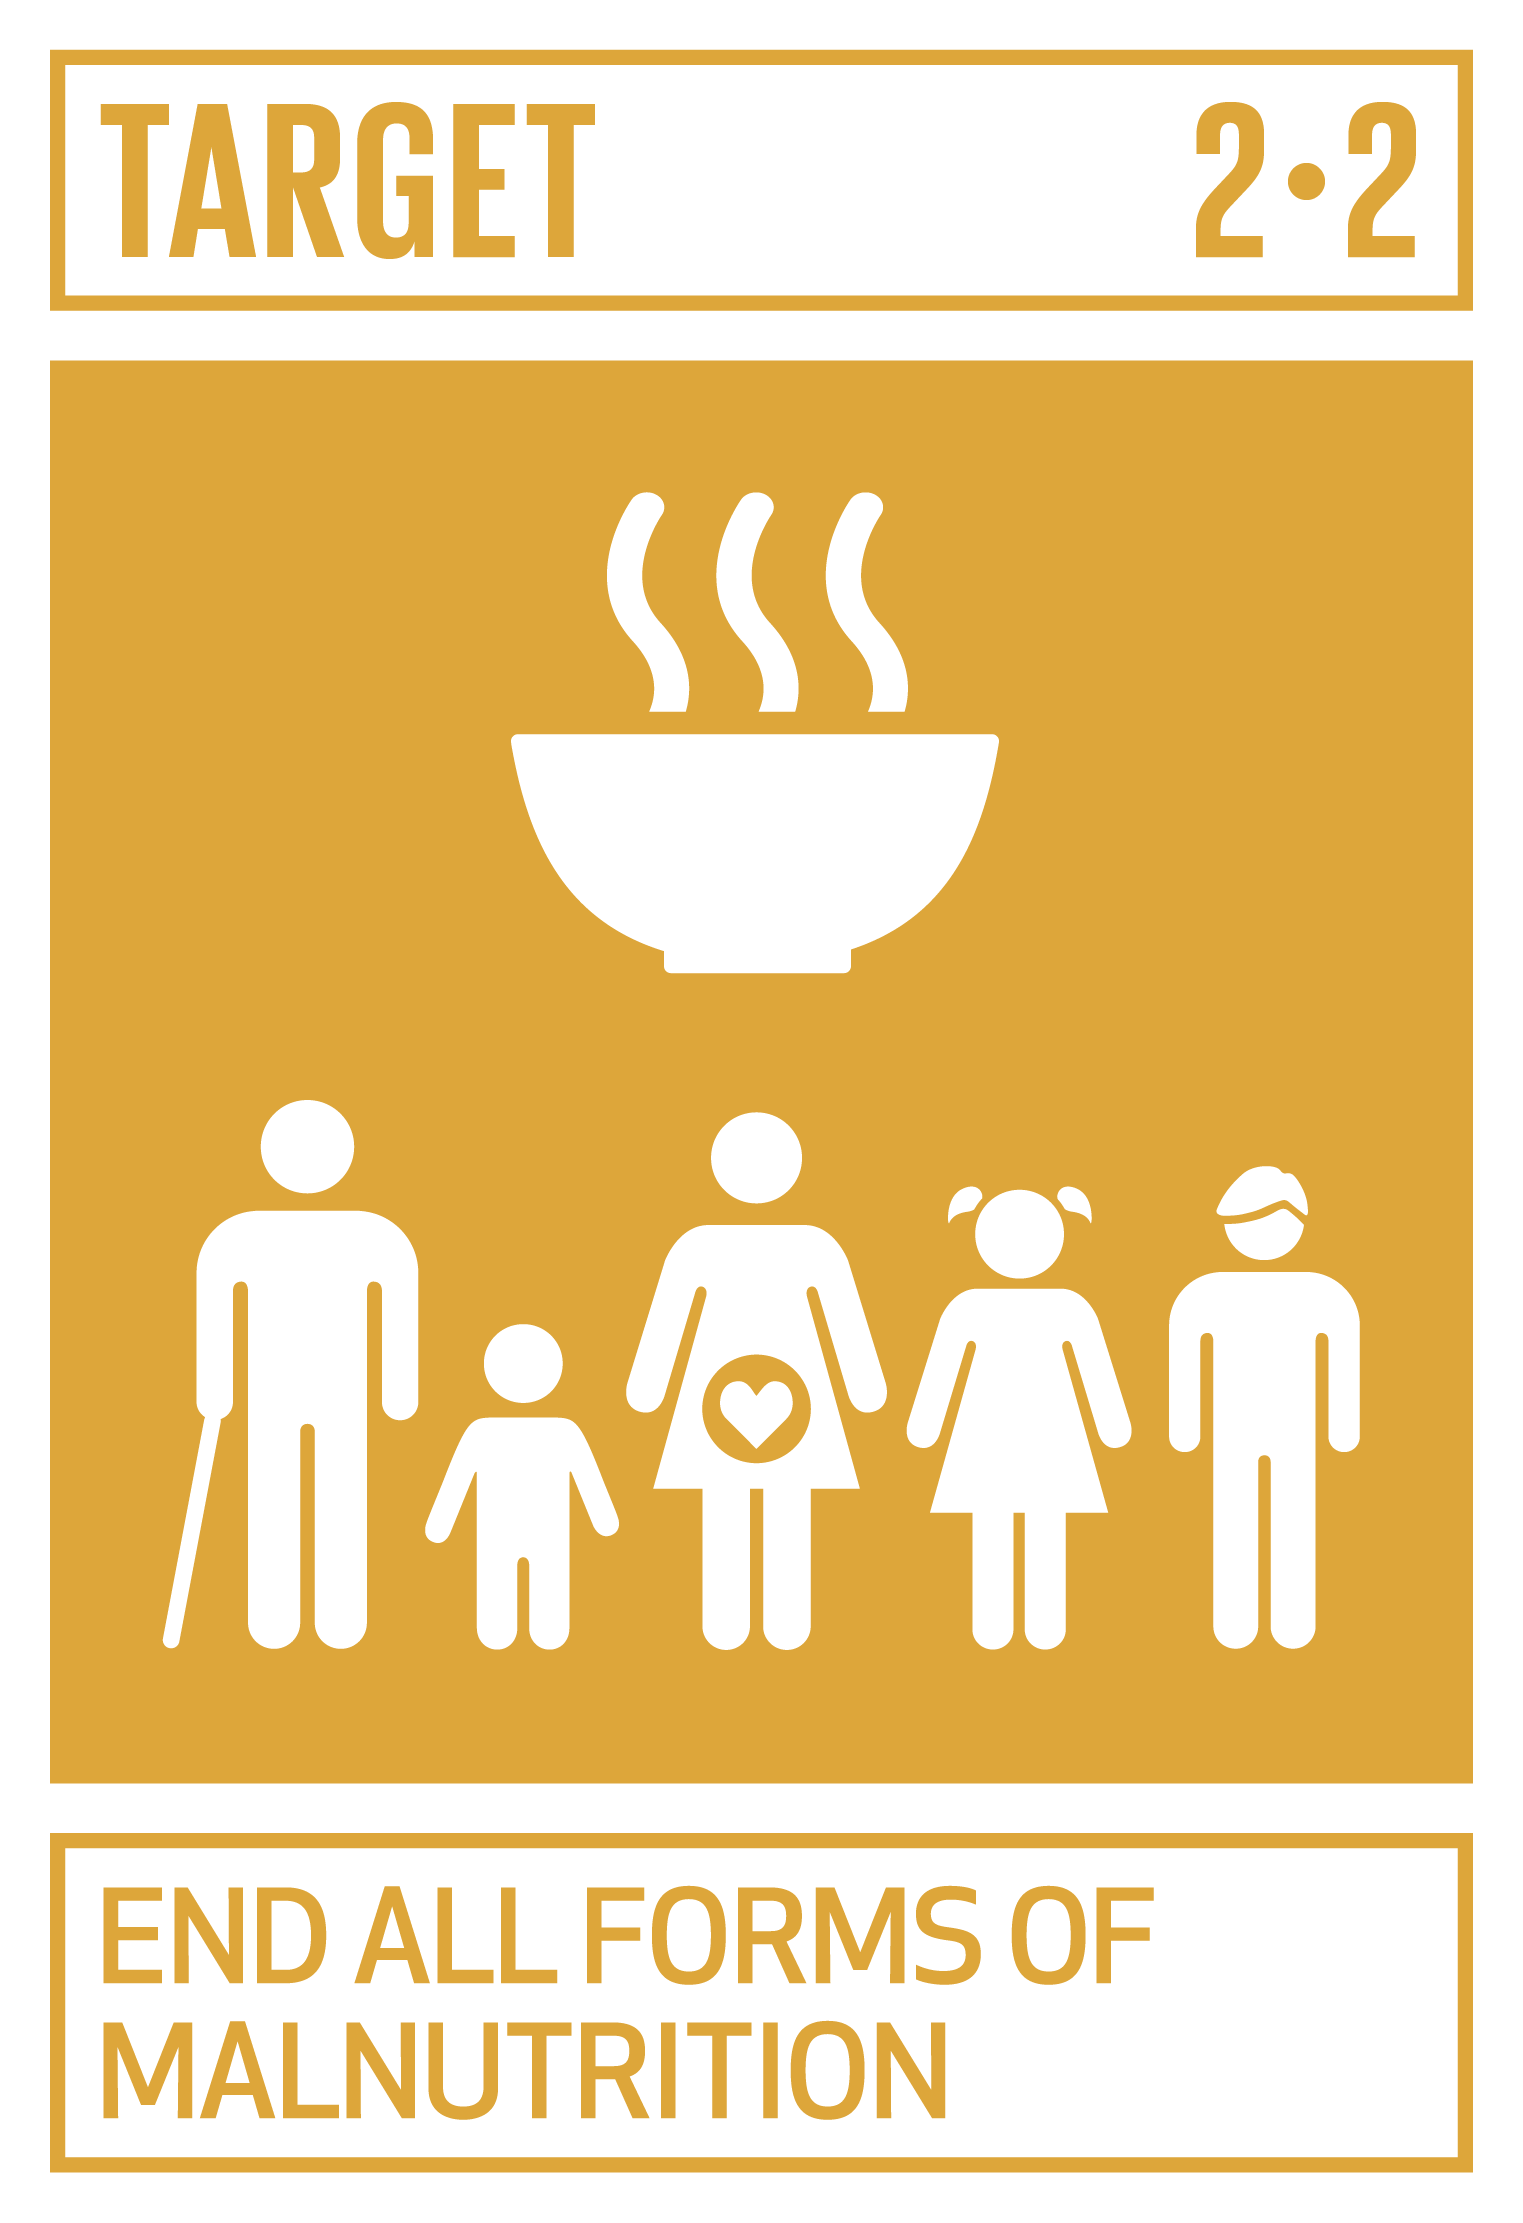 TARGET 2·2
END ALL FORMS OF
MALNUTRITION